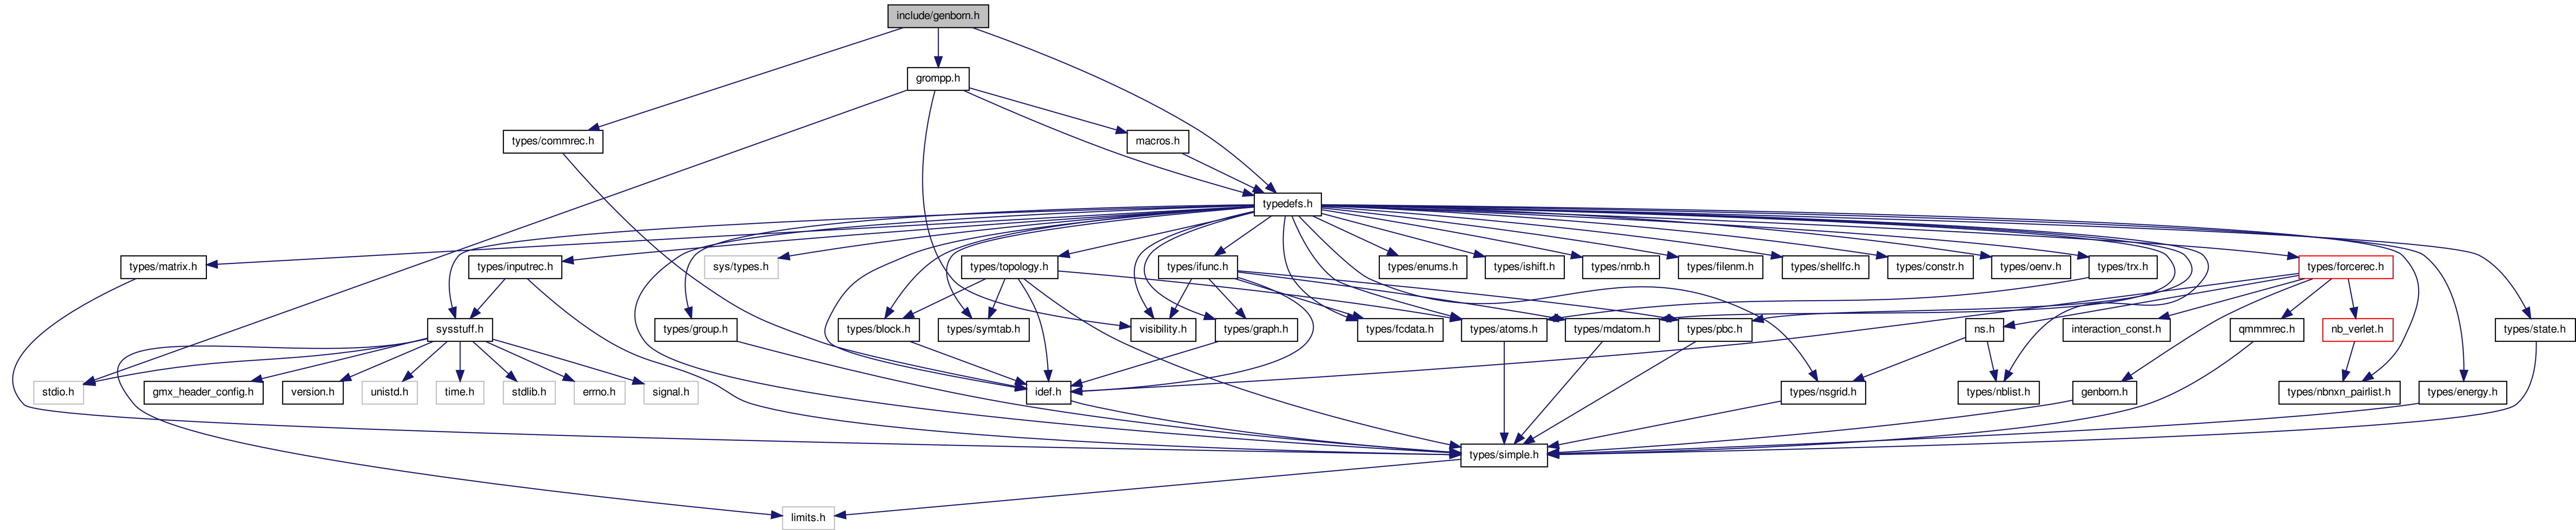 include/genborn.h
grompp.h
types/commrec.h
macros.h
typedefs.h
types/matrix.h
types/inputrec.h
sys/types.h
types/topology.h
types/ifunc.h
types/enums.h
types/ishift.h
types/nrnb.h
types/filenm.h
types/shellfc.h
types/constr.h
types/oenv.h
types/trx.h
types/forcerec.h
sysstuff.h
types/group.h
types/block.h
types/symtab.h
visibility.h
types/graph.h
types/fcdata.h
types/atoms.h
types/mdatom.h
types/pbc.h
ns.h
interaction_const.h
qmmmrec.h
nb_verlet.h
types/state.h
stdio.h
gmx_header_config.h
version.h
unistd.h
time.h
stdlib.h
errno.h
signal.h
idef.h
types/nsgrid.h
types/nblist.h
genborn.h
types/nbnxn_pairlist.h
types/energy.h
types/simple.h
limits.h